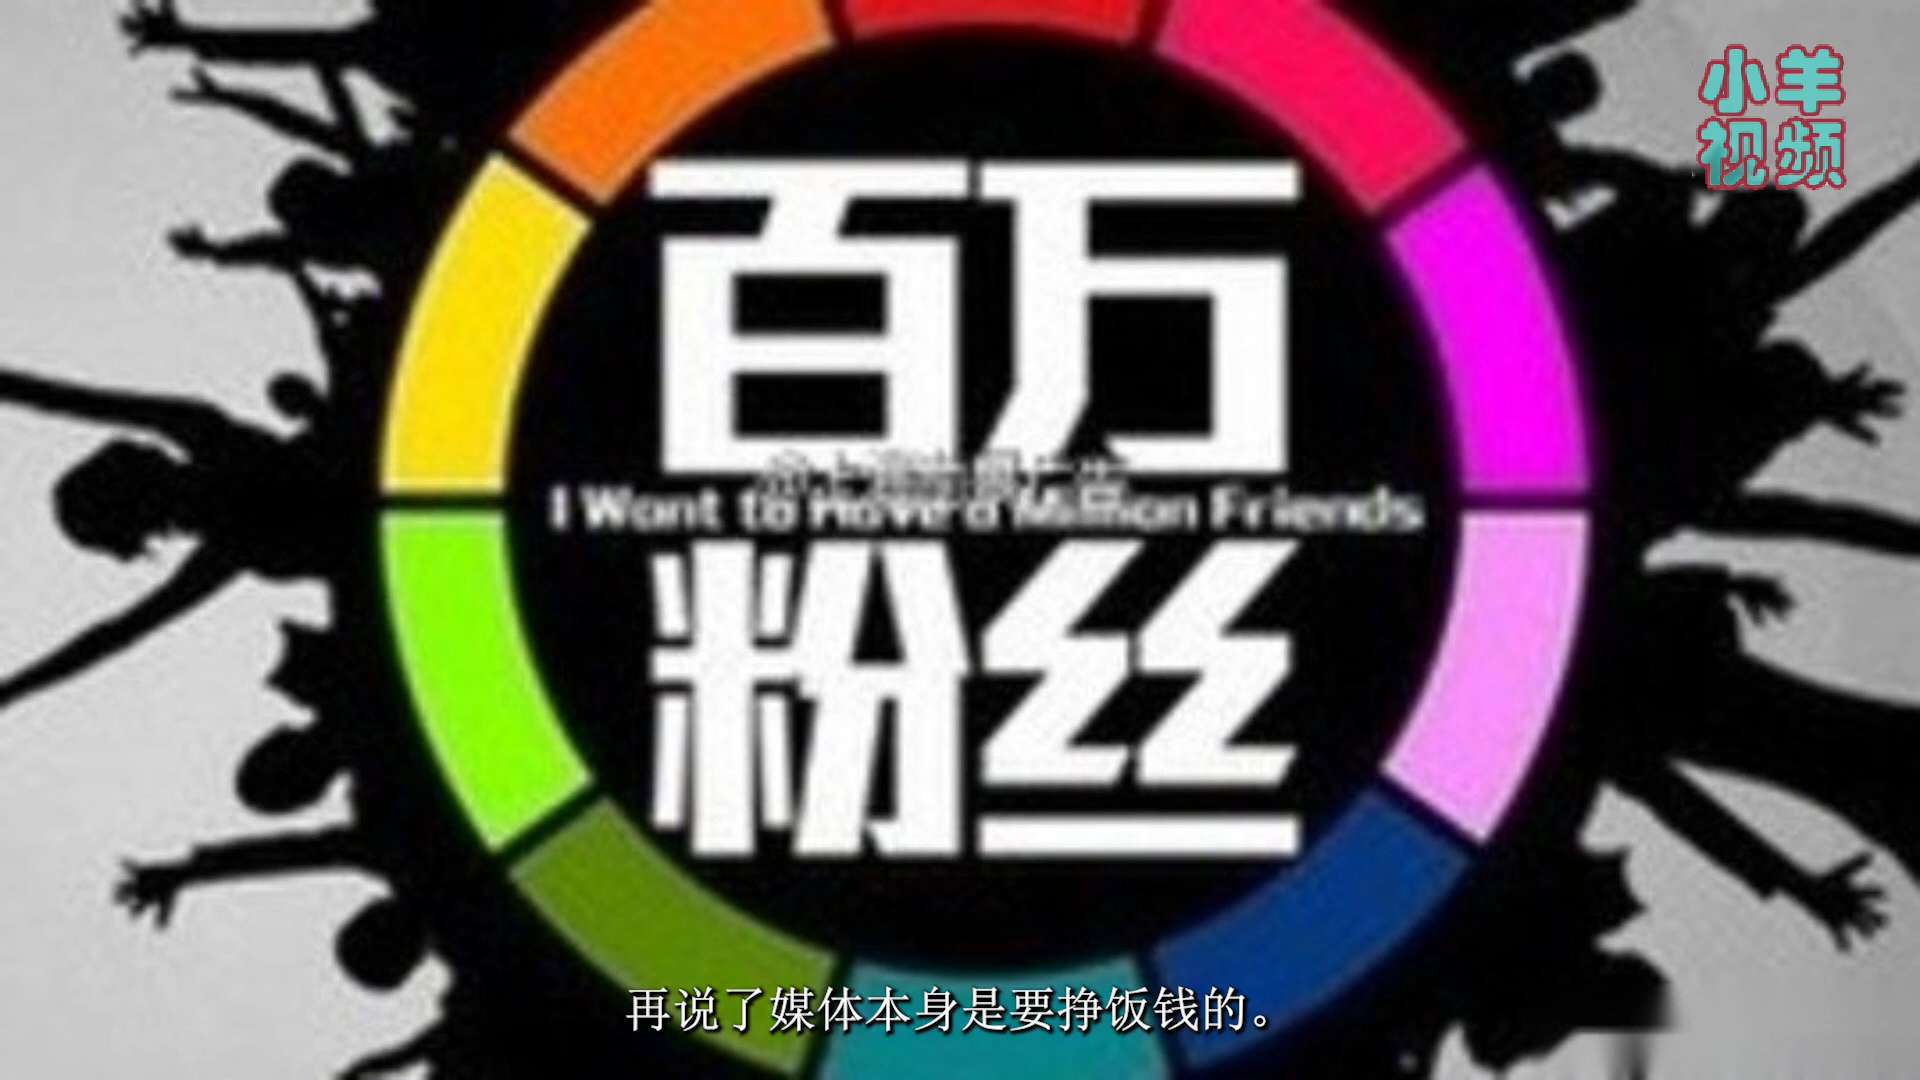 小羊
视频
百万
I Want to Have a Million Friends
粉丝
再说了媒体本身是要挣饭钱的。